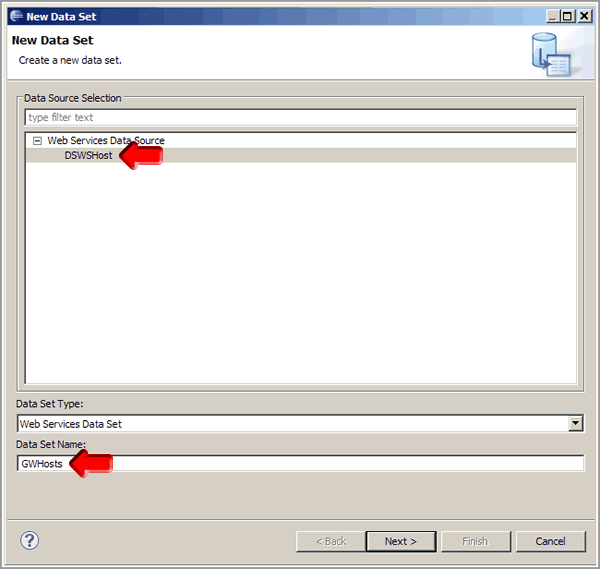 New Data Set
New Data Set
Create a new data set.
Data Source Selection
type filter text
Web Services Data Source
DSWSHost
Data Set Type:
Web Services Data Set
Data Set Name:
GWHosts
?
< Back
Next >
Finish
Cancel